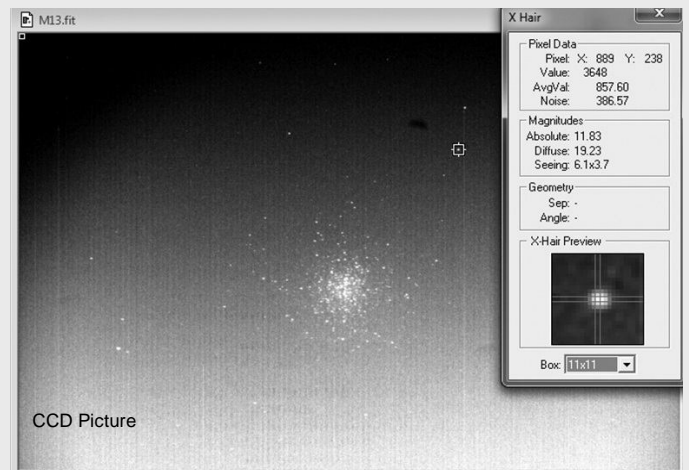 M13.fit
X Hair
Pixel Data
Pixel: X: 889 Y: 238
Value: 3648
AvgVal: 857.60
Noise: 386.57
Magnitudes
Absolute: 11.83
Diffuse: 19.23
Seeing: 6.1x3.7
Geometry
Sep: -
Angle: -
X-Hair Preview
Box: 11x11
CCD Picture